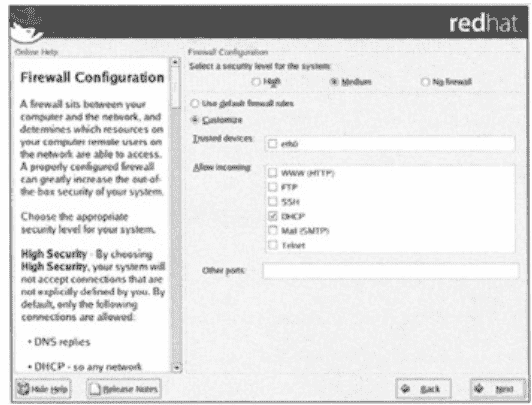 redhat.
Online Help
Firewall Configuration
A firewall sits between your
computer and the network, and
determines which resources on
your computer remote users on
the network are able to access.
A properly configured firewall
can greatly increase the out-of-
the-box security of your system.
Choose the appropriate
security level for your system.
High Security - By choosing
High Security, your system will
not accept connections that are
not explicitly defined by you. By
default, only the following
connections are allowed:
• DNS replies
• DHCP - so any network
Firewall Configuration
Select a security level for the system:
High
Medium
No firewall
Use default firewall rules
Customize
Trusted devices:
eth0
Allow incoming:
WWW (HTTP)
FTP
SSH
DHCP
Mail (SMTP)
Telnet
Other ports:
Hide Help
Release Notes
Back
Next